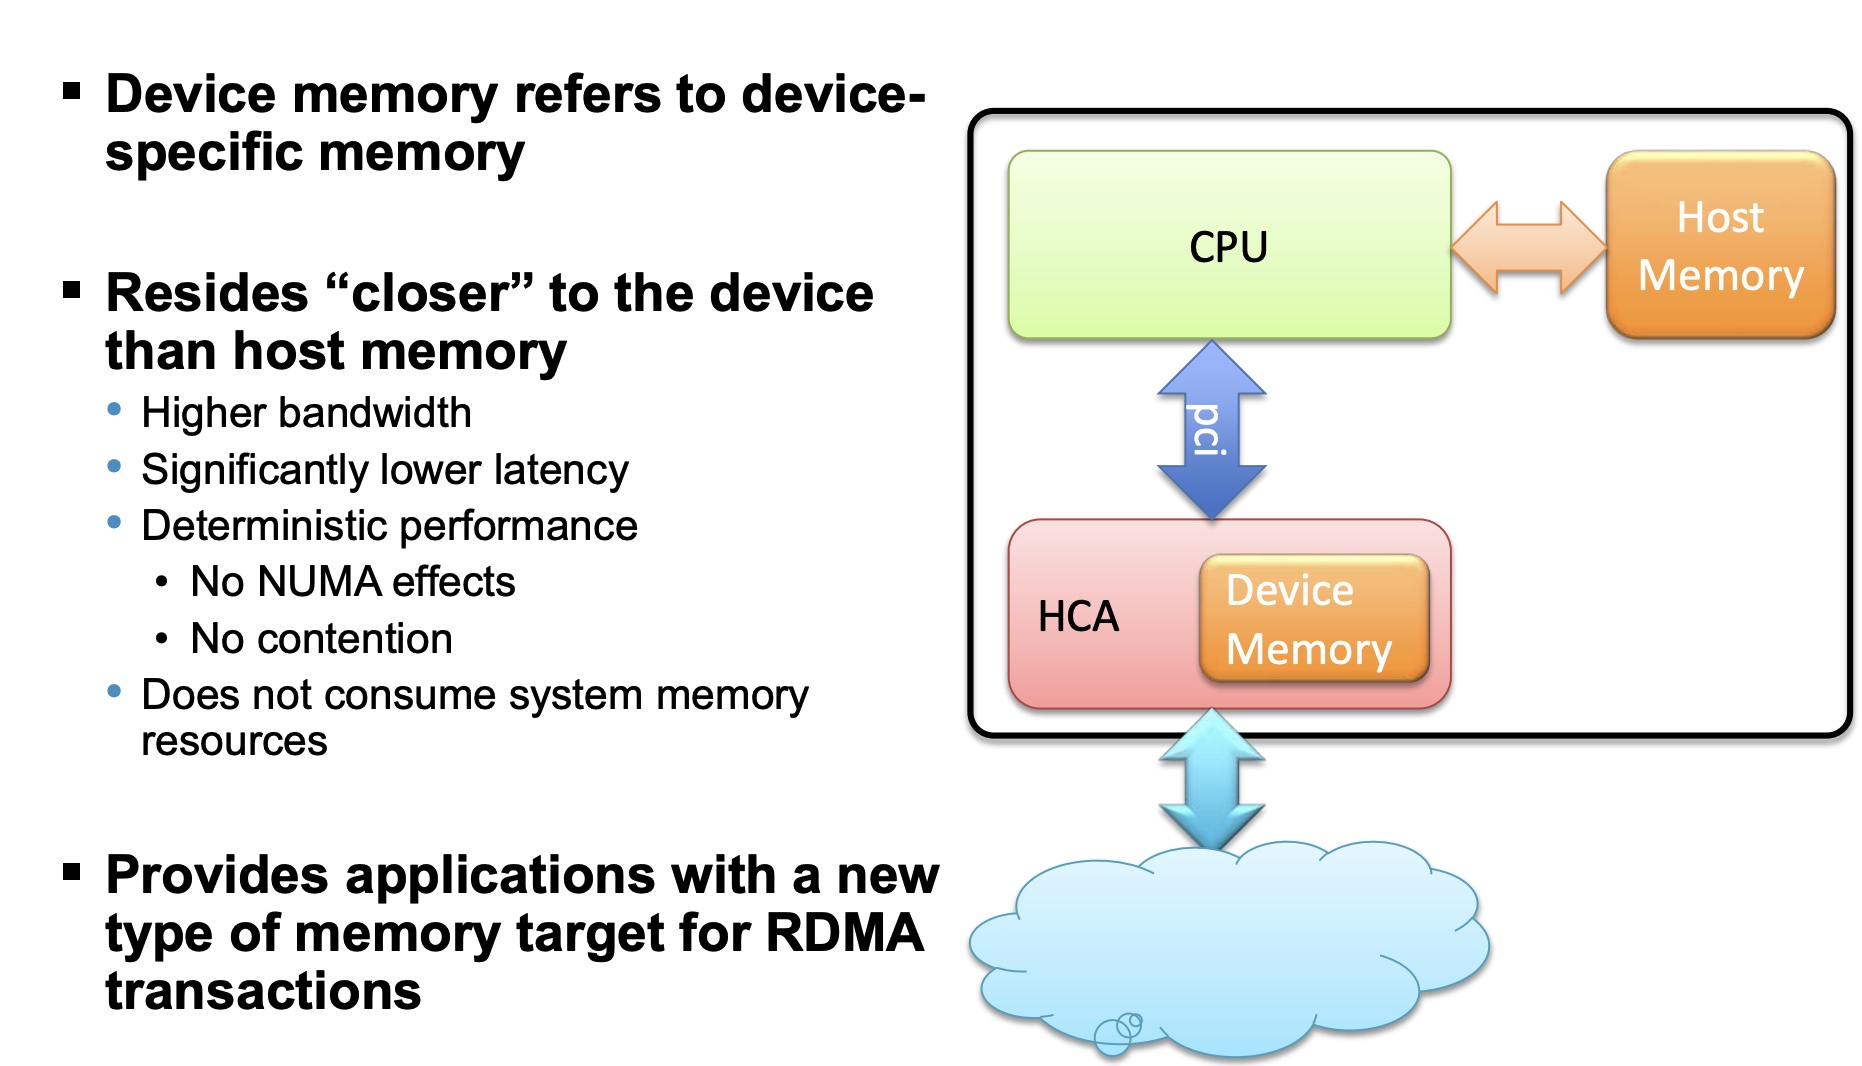 ▪ Device memory refers to device-
specific memory
▪ Resides “closer” to the device
than host memory
• Higher bandwidth
• Significantly lower latency
• Deterministic performance
• No NUMA effects
• No contention
• Does not consume system memory
resources
▪ Provides applications with a new
type of memory target for RDMA
transactions
CPU
Host
Memory
pci
HCA
Device
Memory